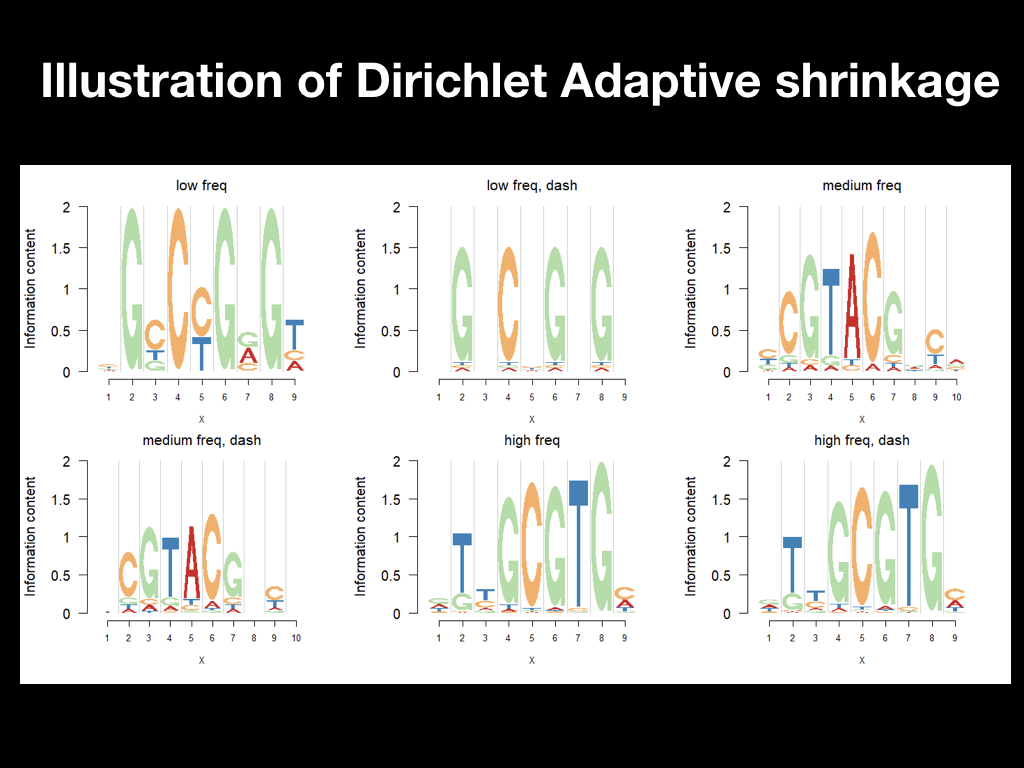 Illustration of Dirichlet Adaptive shrinkage
low freq
low freq, dash
medium freq
Information content
2
1.5
1
0.5
0
G C G G
C T G
C T
G A C
T C A
1 2 3 4 5 6 7 8 9
X
Information content
2
1.5
1
0.5
0
G C G G
1 2 3 4 5 6 7 8 9
X
Information content
2
1.5
1
0.5
0
C G T A C G C
1 2 3 4 5 6 7 8 9 10
X
medium freq, dash
high freq
high freq, dash
Information content
2
1.5
1
0.5
0
C G T A C G C
1 2 3 4 5 6 7 8 9 10
X
Information content
2
1.5
1
0.5
0
T G C G T G
1 2 3 4 5 6 7 8 9
X
Information content
2
1.5
1
0.5
0
T G C G T G
1 2 3 4 5 6 7 8 9
X